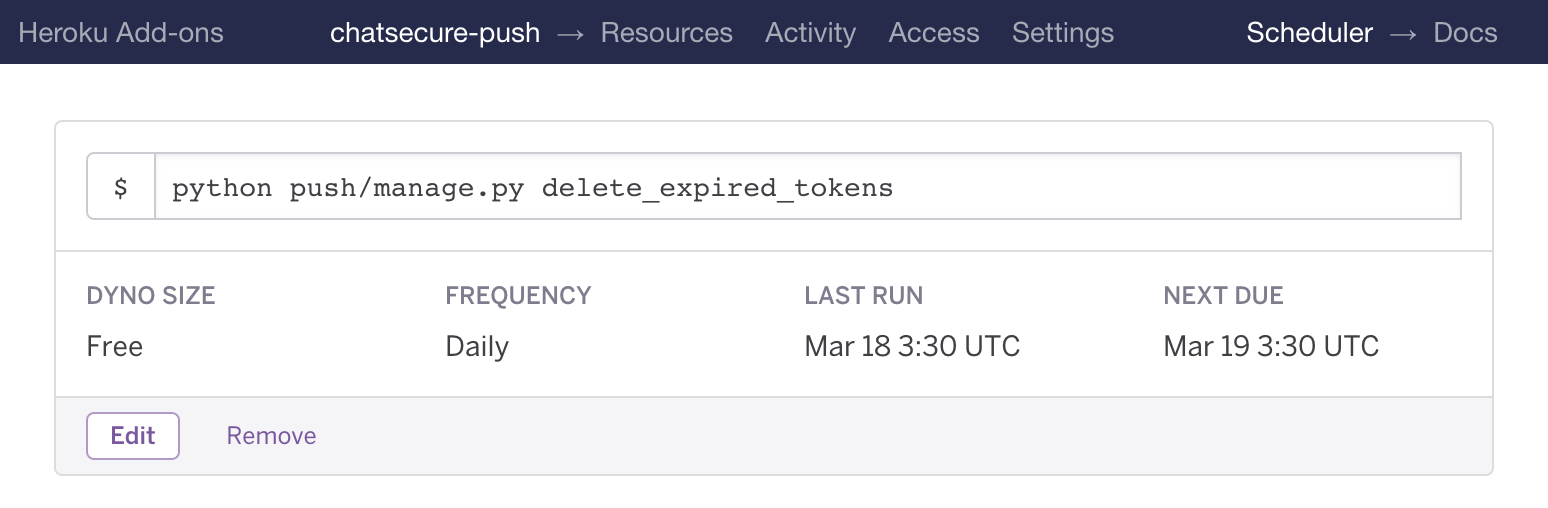 Heroku Add-ons chatsecure-push → Resources Activity Access Settings Scheduler → Docs
$ python push/manage.py delete_expired_tokens
DYNO SIZE FREQUENCY LAST RUN NEXT DUE
Free Daily Mar 18 3:30 UTC Mar 19 3:30 UTC
Edit Remove